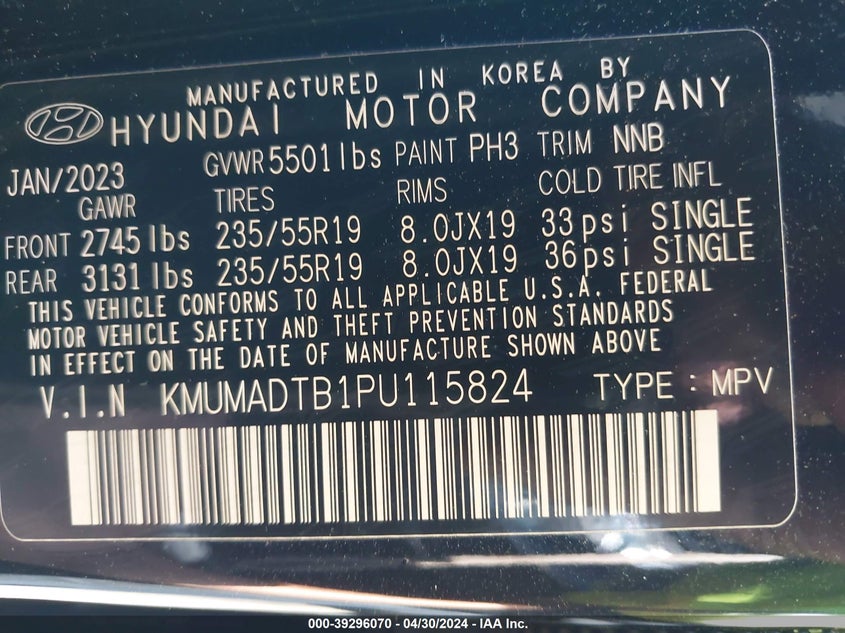 MANUFACTURED IN KOREA BY
HYUNDAI MOTOR COMPANY
JAN/2023 GVWR 5501lbs PAINT PH3 TRIM NNB
GAWR TIRES RIMS COLD TIRE INFL
FRONT 2745 lbs 235/55R19 8.0JX19 33 psi SINGLE
REAR 3131 lbs 235/55R19 8.0JX19 36 psi SINGLE
THIS VEHICLE CONFORMS TO ALL APPLICABLE U.S.A. FEDERAL
MOTOR VEHICLE SAFETY AND THEFT PREVENTION STANDARDS
IN EFFECT ON THE DATE OF MANUFACTURE SHOWN ABOVE
V.I.N KMUMADTB1PU115824 TYPE : MPV
000-39296070 - 04/30/2024 - IAA Inc.